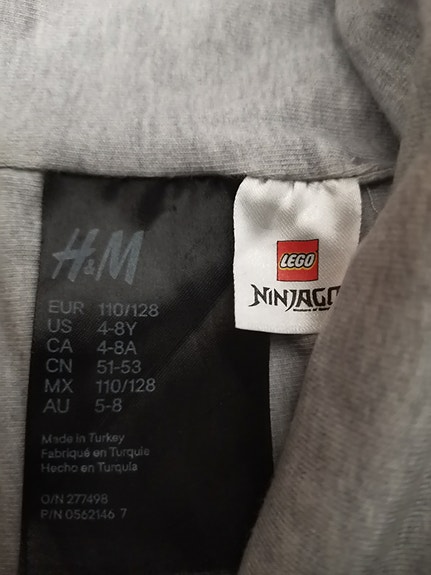 H&M
EUR 110/128
US 4-8Y
CA 4-8A
CN 51-53
MX 110/128
AU 5-8
Made in Turkey
Fabriqué en Turquie
Hecho en Turquía
O/N 277498
P/N 0562146 7
LEGO
NINJAGO